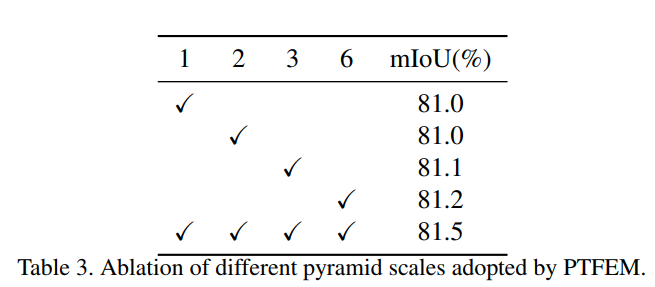 1 2 3 6 mIoU(%)
✓ 81.0
✓ 81.0
✓ 81.1
✓ 81.2
✓ ✓ ✓ ✓ 81.5
Table 3. Ablation of different pyramid scales adopted by PTFEM.